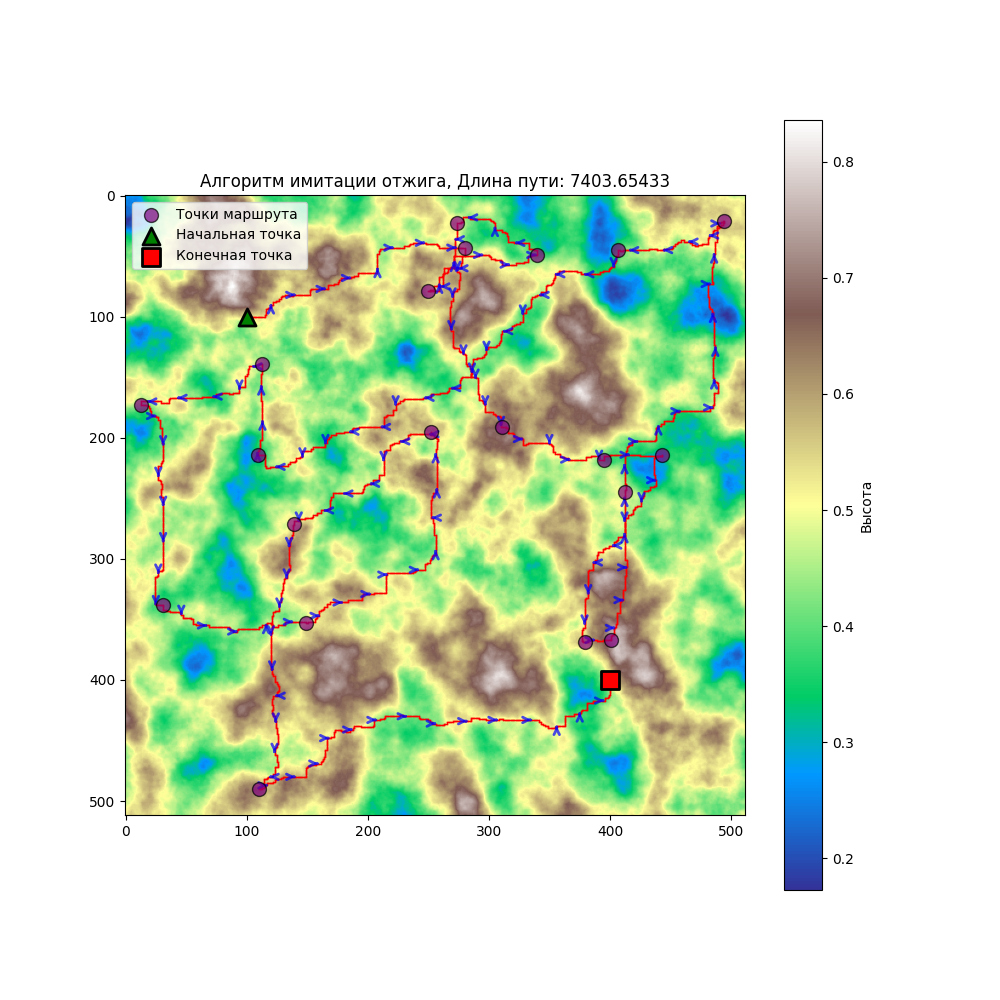 Алгоритм имитации отжига, Длина пути: 7403.65433
Точки маршрута
Начальная точка
Конечная точка
0
100
200
300
400
500
0 100 200 300 400 500
0.8
0.7
0.6
0.5
0.4
0.3
0.2
Высота